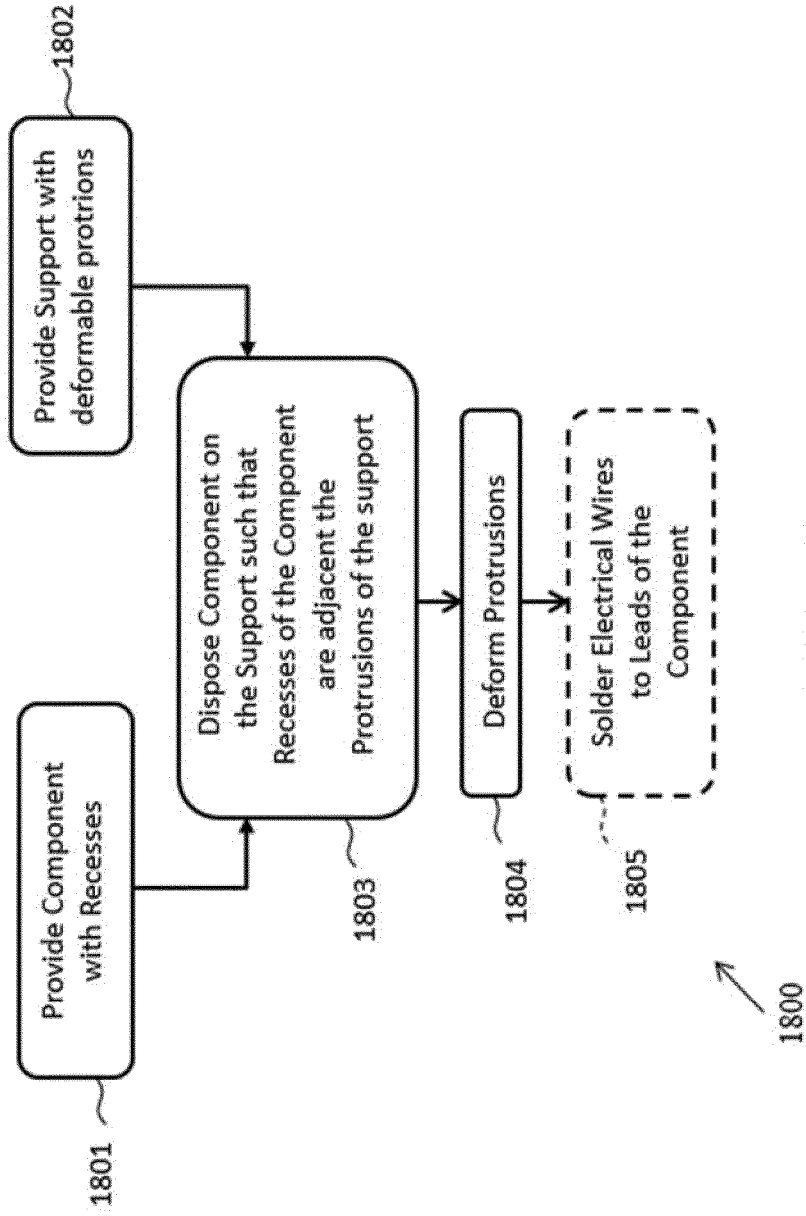 1801
Provide Component
with Recesses
1802
Provide Support with
deformable protrions
1803
Dispose Component on
the Support such that
Recesses of the Component
are adjacent the
Protrusions of the support
1804
Deform Protrusions
1805
Solder Electrical Wires
to Leads of the
Component
1800